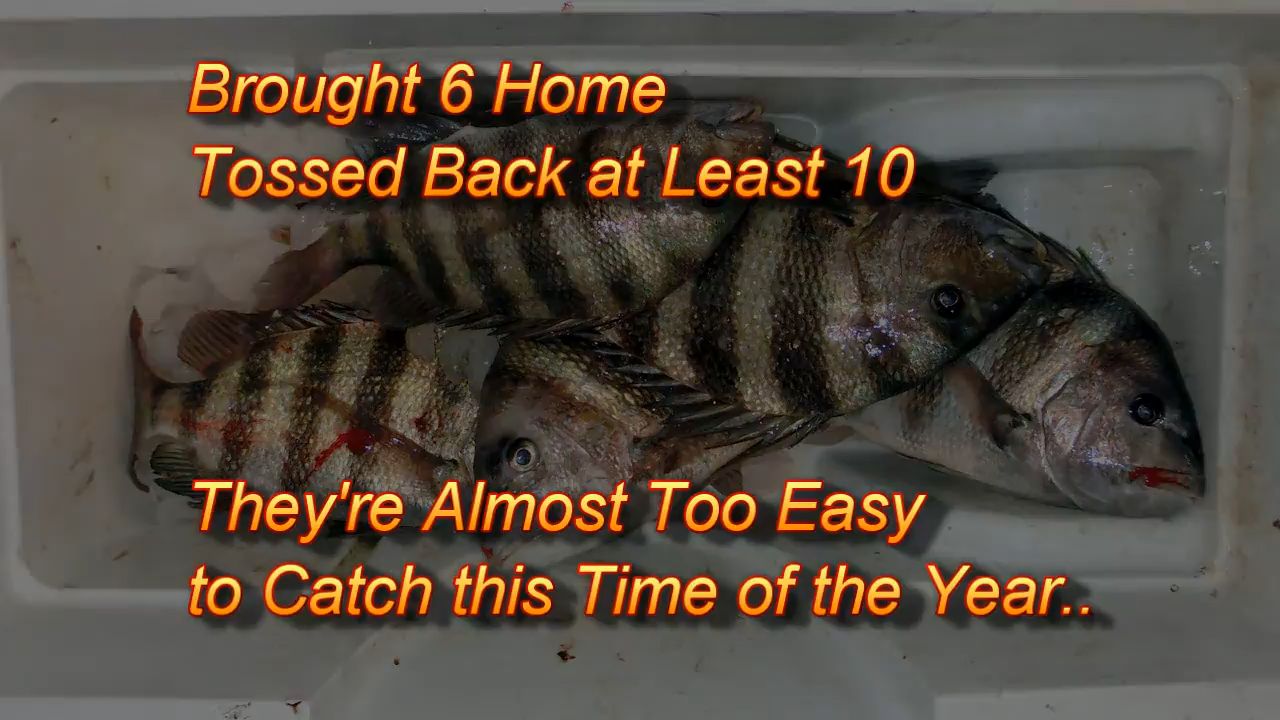 Brought 6 Home
Tossed Back at Least 10
They're Almost Too Easy
to Catch this Time of the Year..